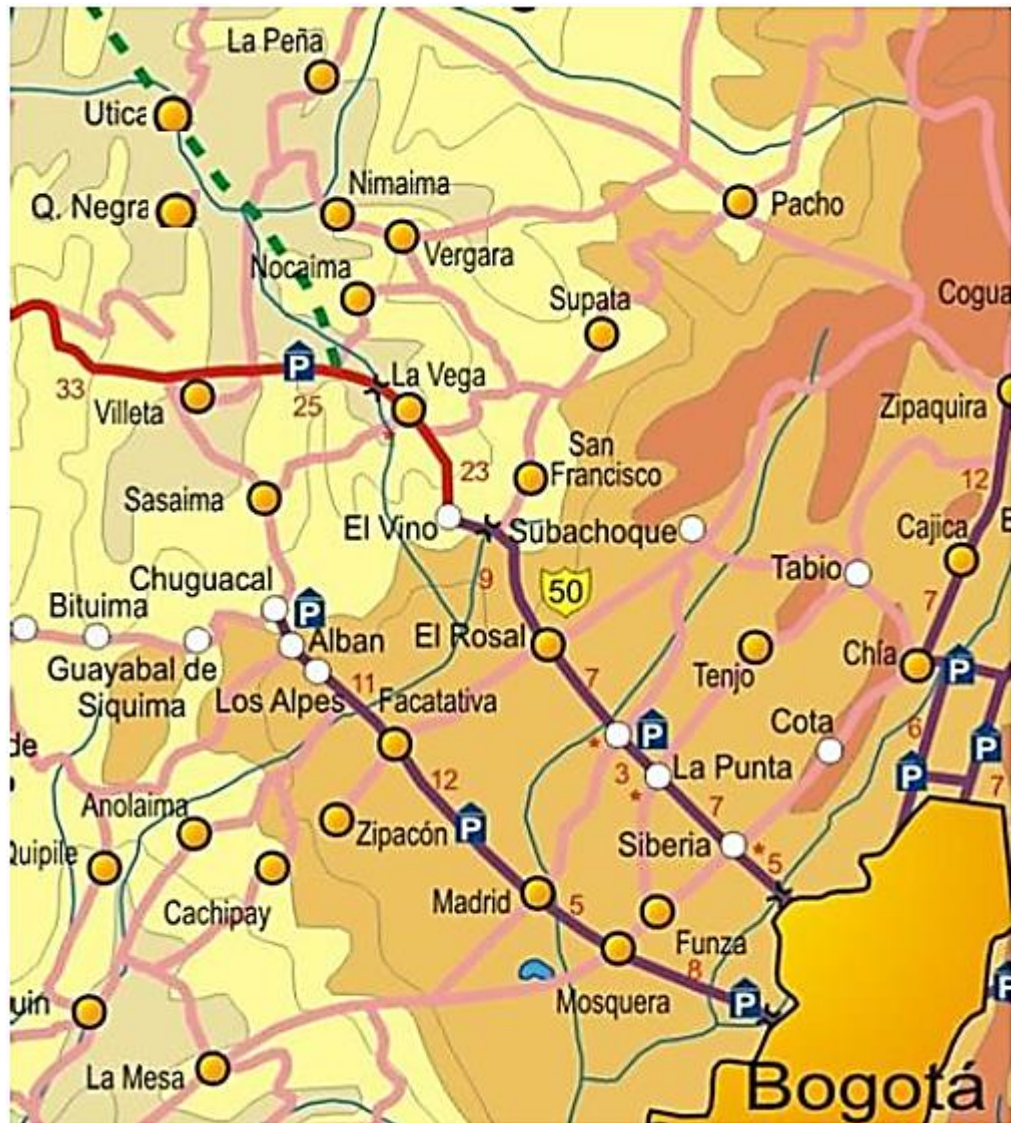 La Peña
Utica
Q. Negra
Nimaima
Pacho
Vergara
Nocaima
Supata
Cogua
33
25
La Vega
Villeta
Zipaquira
23
San
Francisco
12
Sasaima
El Vino
Subachoque
Cajica
Chuguacal
9
50
Tabio
7
Bituima
Alban
El Rosal
Guayabal de
Siquima
Los Alpes
11
Facatativa
7
Tenjo
Chía
P
P
P
6
Cota
P
de
*
3
La Punta
P
7
12
Anolaima
*
7
P
Zipacón
Siberia
*
5
Quipile
P
Cachipay
Madrid
5
Funza
Mosquera
8
P
P
uin
La Mesa
Bogotá
*